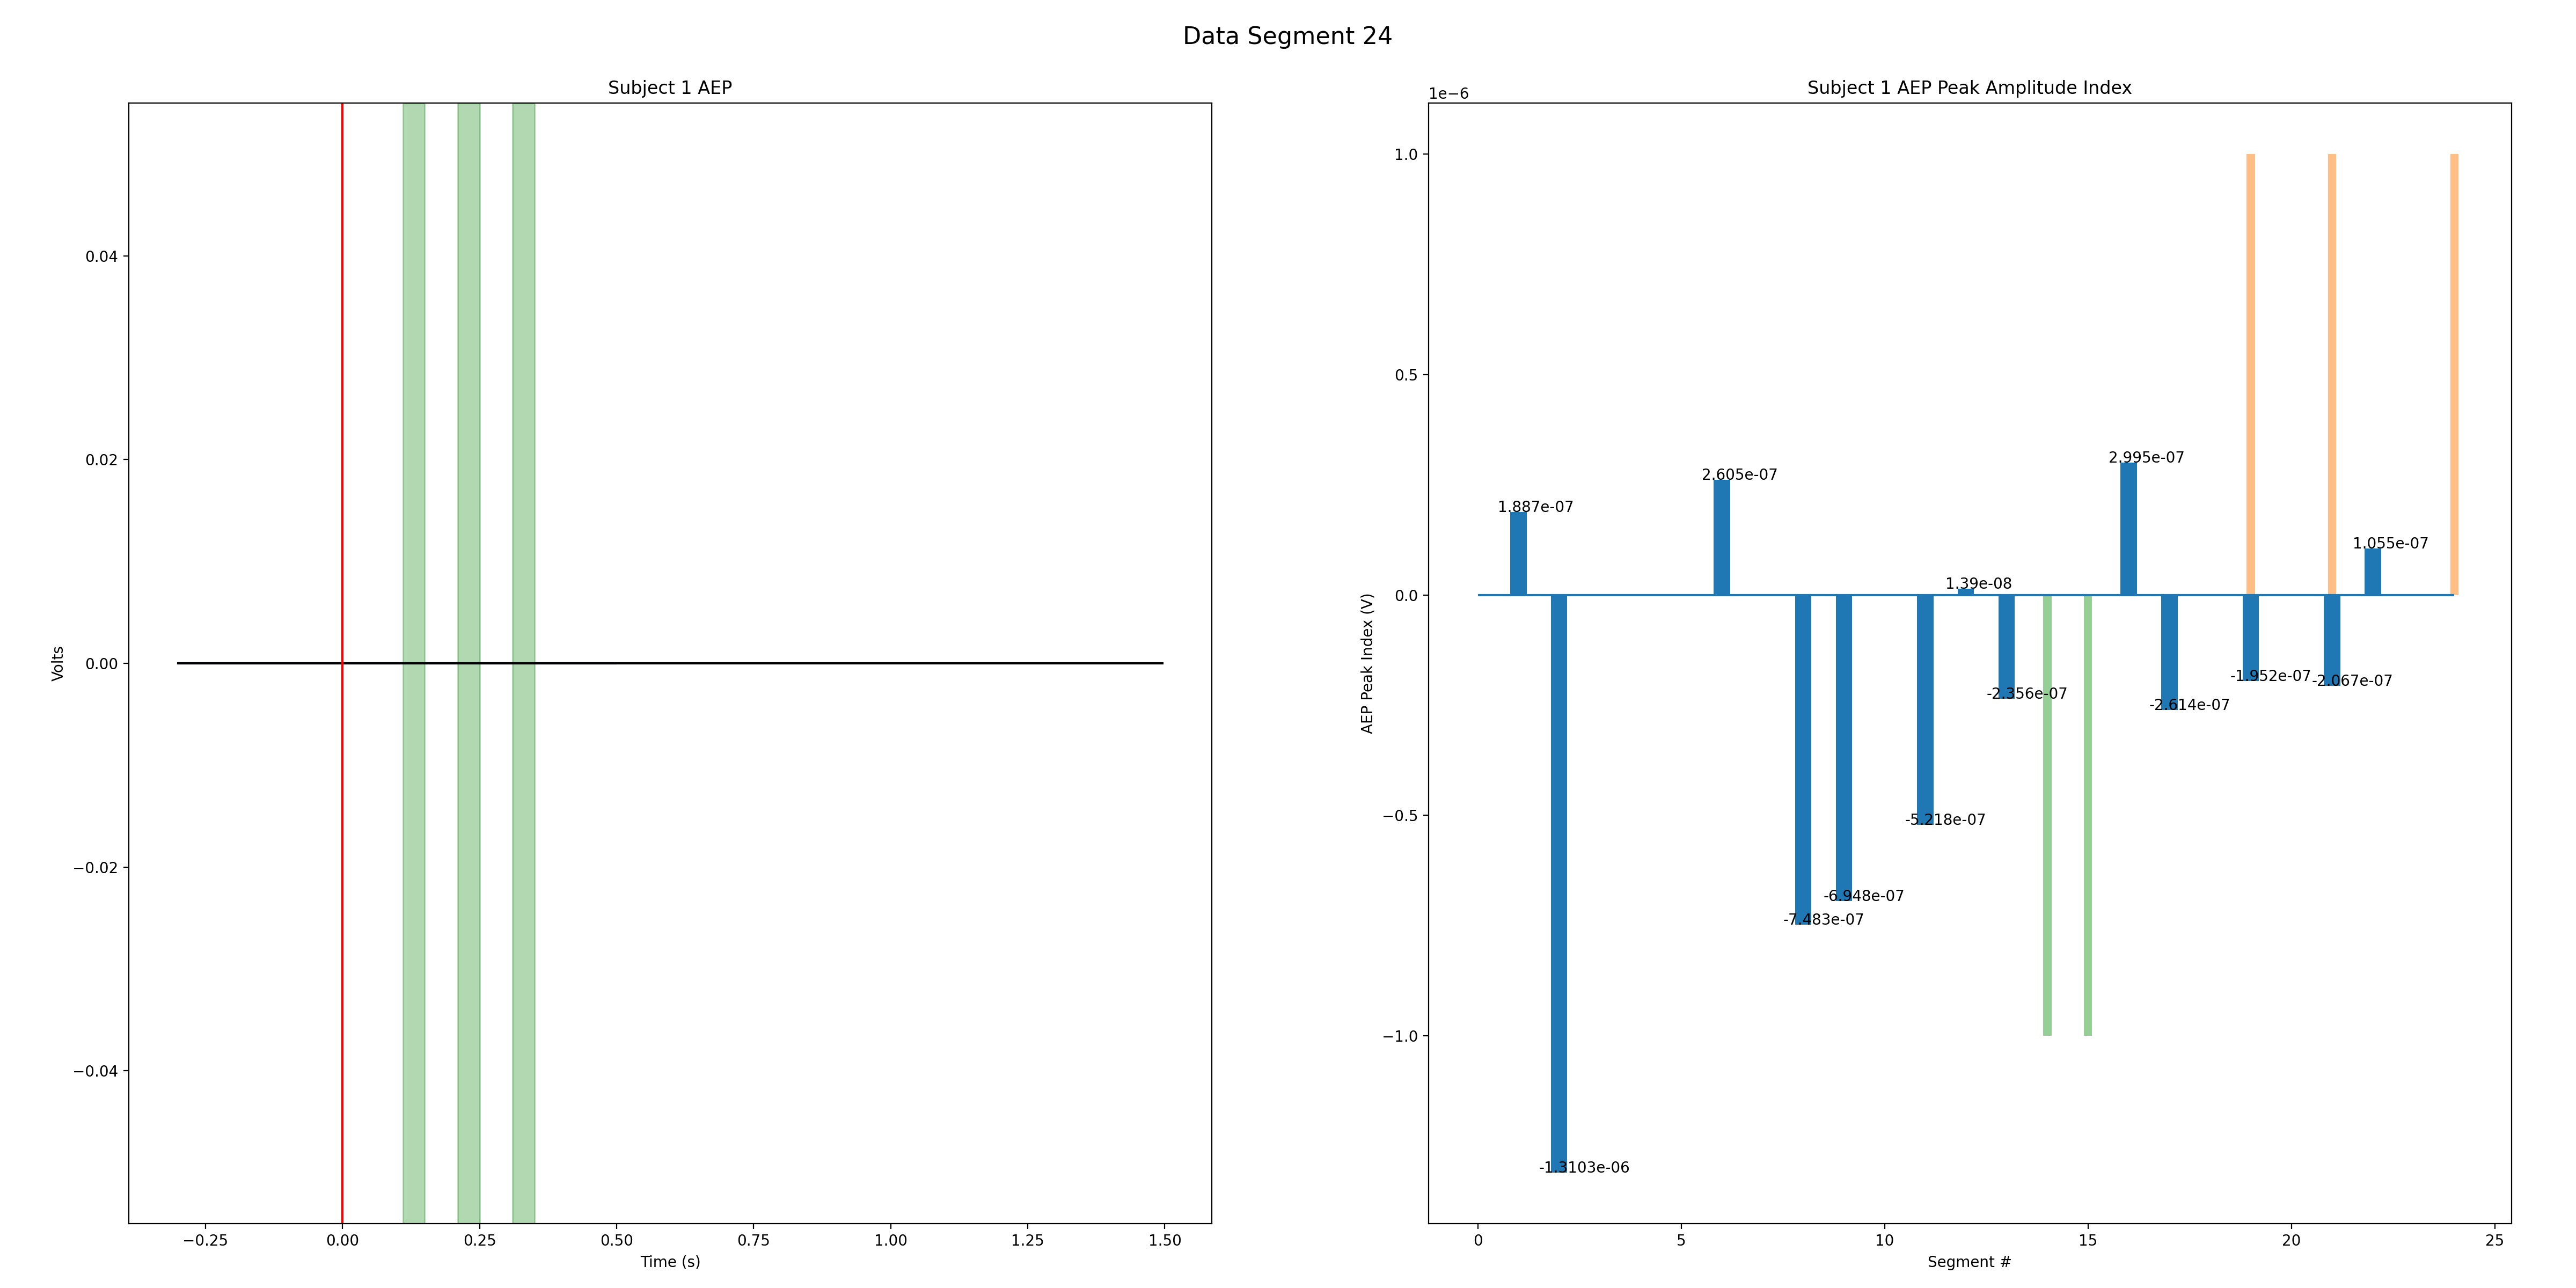 Data Segment 24
Subject 1 AEP
Volts
0.04
0.02
0.00
−0.02
−0.04
−0.25
0.00
0.25
0.50
0.75
1.00
1.25
1.50
Time (s)
Subject 1 AEP Peak Amplitude Index
1e−6
AEP Peak Index (V)
1.0
0.5
0.0
−0.5
−1.0
1.887e-07
-1.3103e-06
2.605e-07
-7.483e-07
-6.948e-07
-5.218e-07
1.39e-08
-2.356e-07
2.995e-07
-2.614e-07
-1.952e-07
-2.067e-07
1.055e-07
0
5
10
15
20
25
Segment #